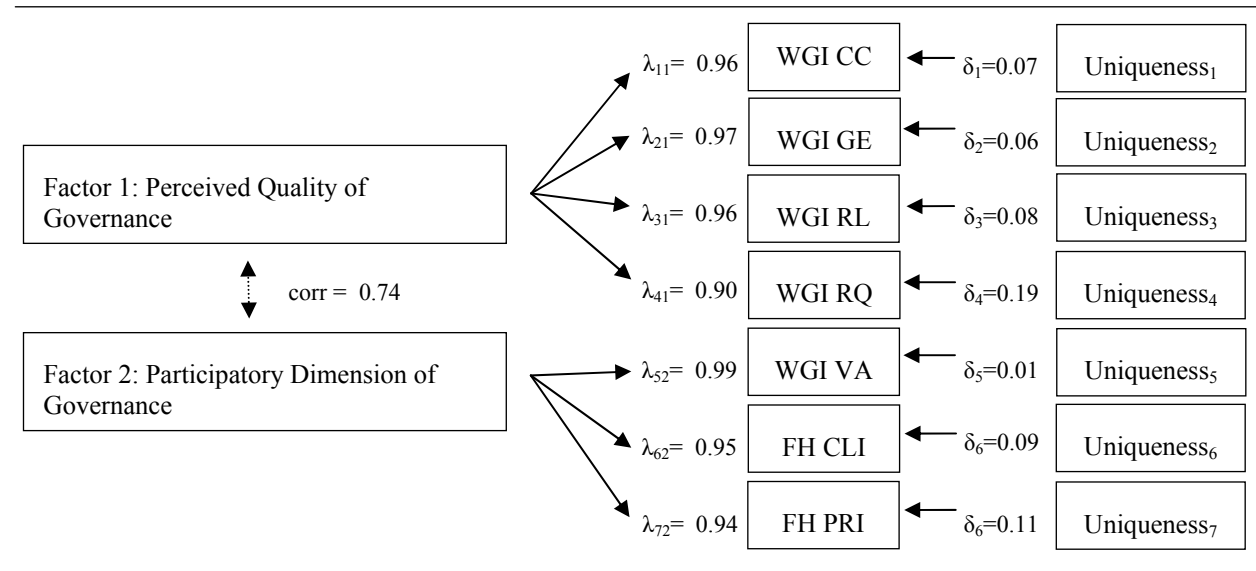 λ₁₁= 0.96 WGI CC δ₁=0.07 Uniqueness₁
λ₂₁= 0.97 WGI GE δ₂=0.06 Uniqueness₂
Factor 1: Perceived Quality of
Governance
λ₃₁= 0.96 WGI RL δ₃=0.08 Uniqueness₃
λ₄₁= 0.90 WGI RQ δ₄=0.19 Uniqueness₄
corr = 0.74
Factor 2: Participatory Dimension of
Governance
λ₅₂= 0.99 WGI VA δ₅=0.01 Uniqueness₅
λ₆₂= 0.95 FH CLI δ₆=0.09 Uniqueness₆
λ₇₂= 0.94 FH PRI δ₆=0.11 Uniqueness₇